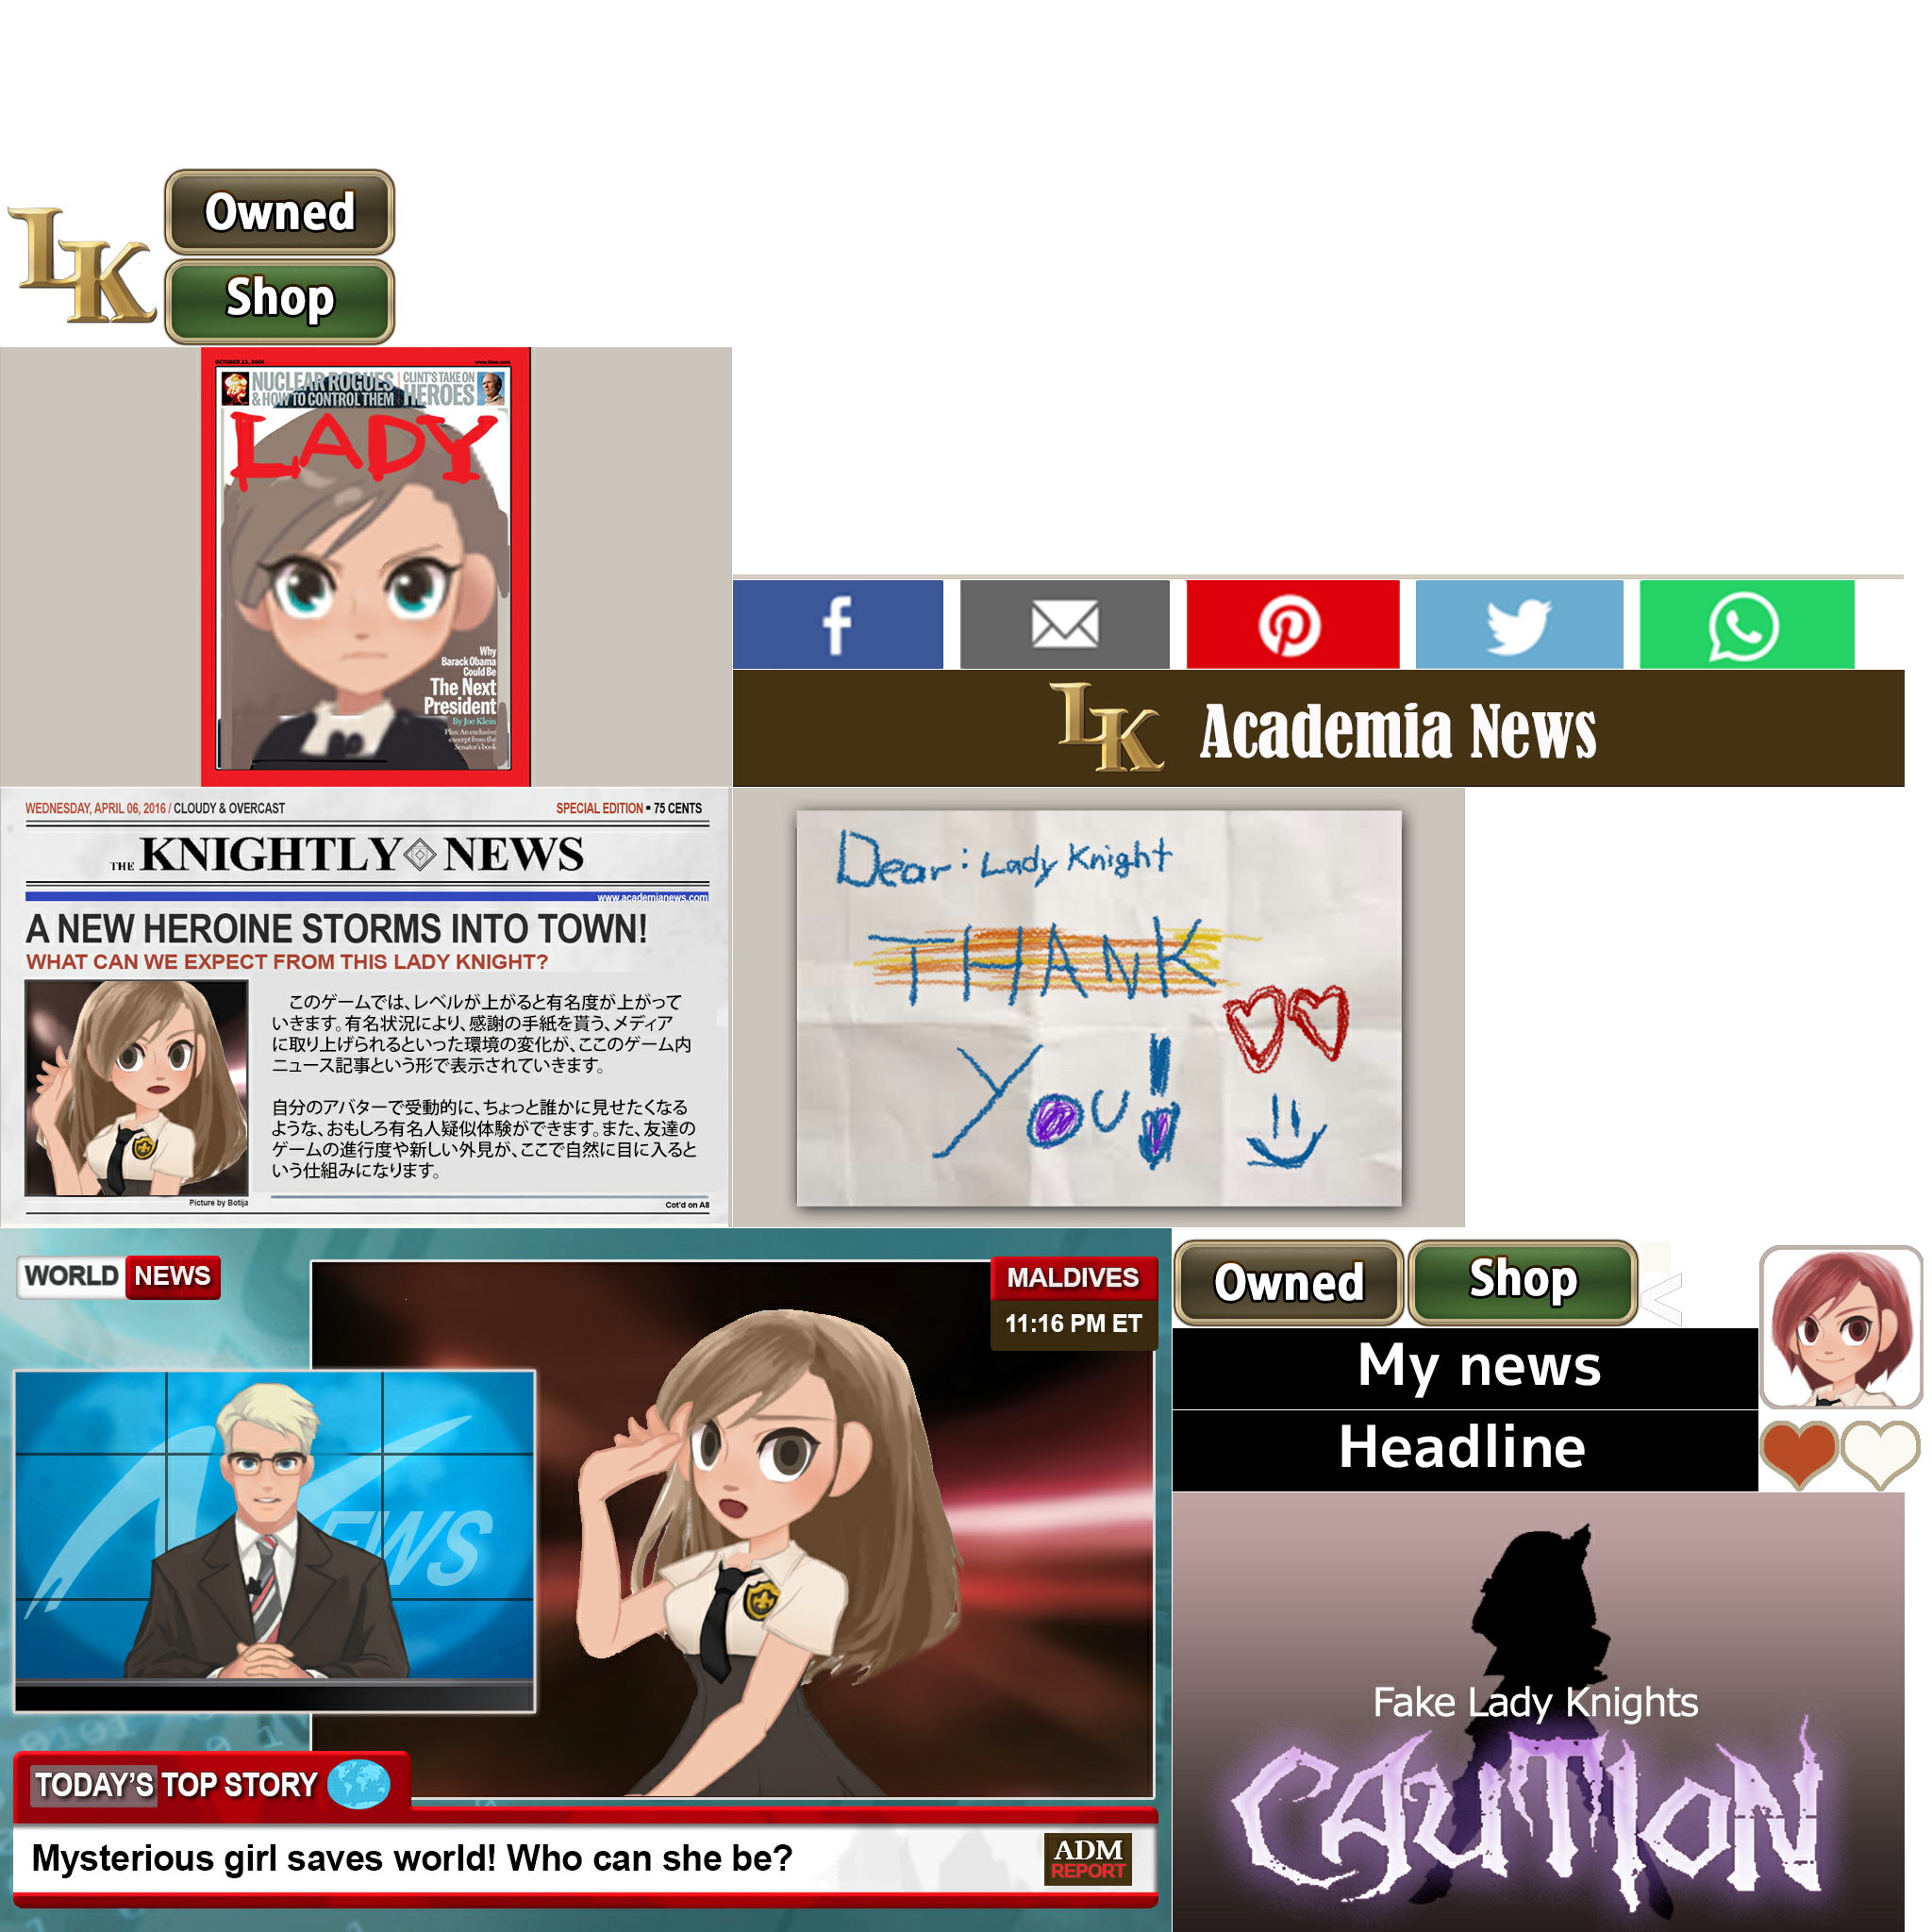 LK
Owned
Shop
OCTOBER 23, 2006
www.time.com
NUCLEAR ROGUES
& HOW TO CONTROL THEM
CLINT'S TAKE ON
HEROES
LADY
Why
Barack Obama
Could Be
The Next
President
By Joe Klein
Plus: An exclusive
excerpt from the
Senator's book
LK Academia News
WEDNESDAY, APRIL 06, 2016 / CLOUDY & OVERCAST
SPECIAL EDITION ▪ 75 CENTS
THE KNIGHTLY NEWS
www.academianews.com
A NEW HEROINE STORMS INTO TOWN!
WHAT CAN WE EXPECT FROM THIS LADY KNIGHT?
このゲームでは、レベルが上がると有名度が上がって
いきます。有名状況により、感謝の手紙を貰う、メディア
に取り上げられるといった環境の変化が、ここのゲーム内
ニュース記事という形で表示されていきます。
自分のアバターで受動的に、ちょっと誰かに見せたくなる
ような、おもしろ有名人疑似体験ができます。また、友達の
ゲームの進行度や新しい外見が、ここで自然に目に入ると
いう仕組みになります。
Picture by Botija
Cot'd on A8
Dear: Lady Knight
THANK
You!
WORLD NEWS
MALDIVES
11:16 PM ET
NEWS
TODAY'S TOP STORY
Mysterious girl saves world! Who can she be?
ADM
REPORT
Owned
Shop
<
My news
Headline
Fake Lady Knights
CAUTION